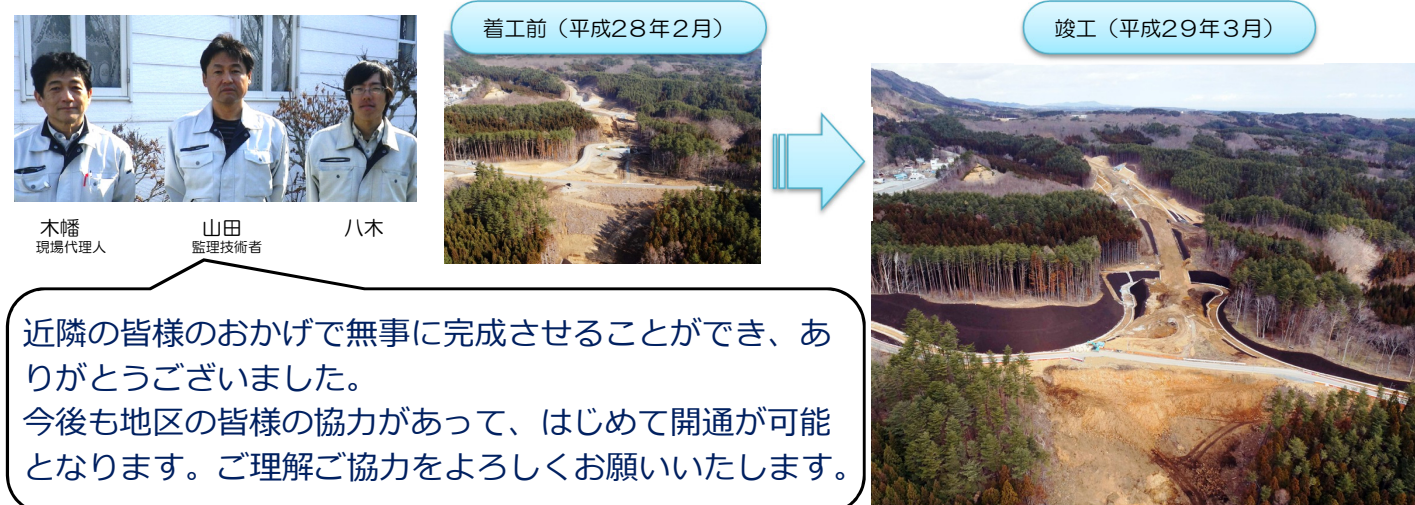 着工前（平成28年2月）
竣工（平成29年3月）
木幡
現場代理人
山田
監理技術者
八木
近隣の皆様のおかげで無事に完成させることができ、あ
りがとうございました。
今後も地区の皆様の協力があって、はじめて開通が可能
となります。ご理解ご協力をよろしくお願いいたします。